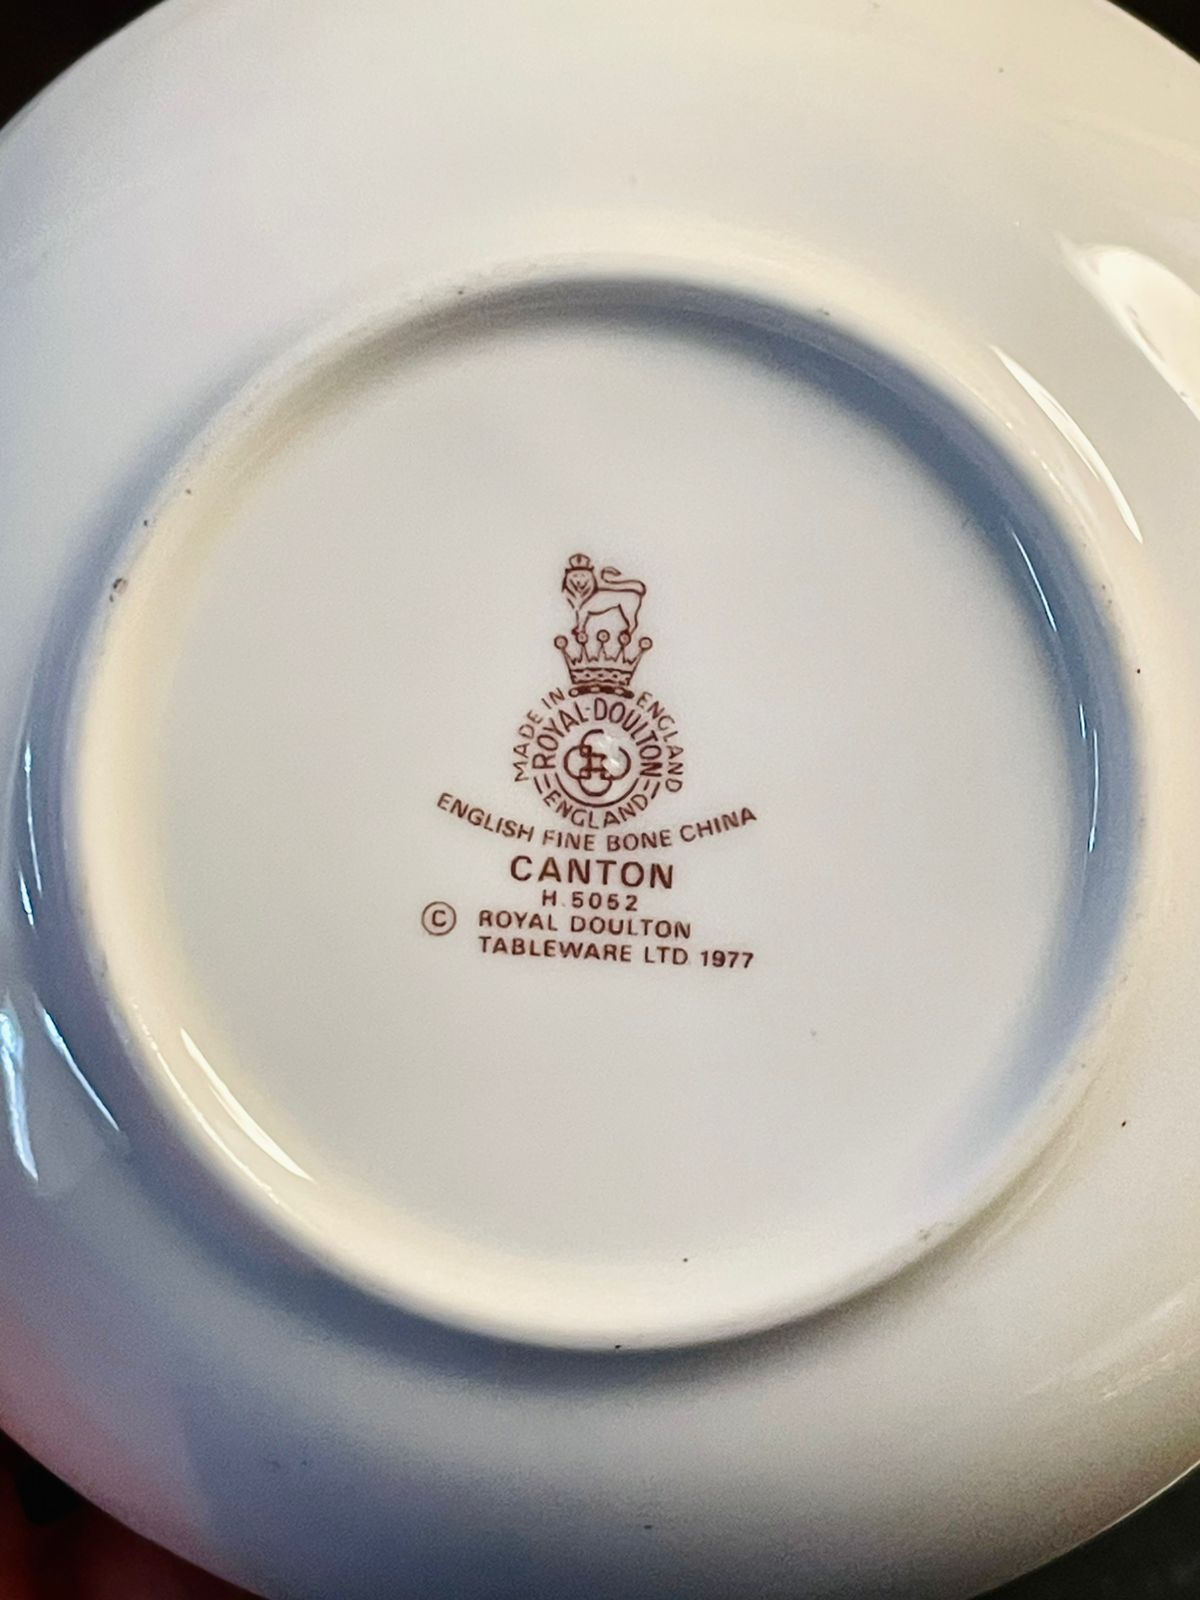 MADE IN ENGLAND
ROYAL-DOULTON
ENGLAND
ENGLISH FINE BONE CHINA
CANTON
H.5052
© ROYAL DOULTON
TABLEWARE LTD. 1977